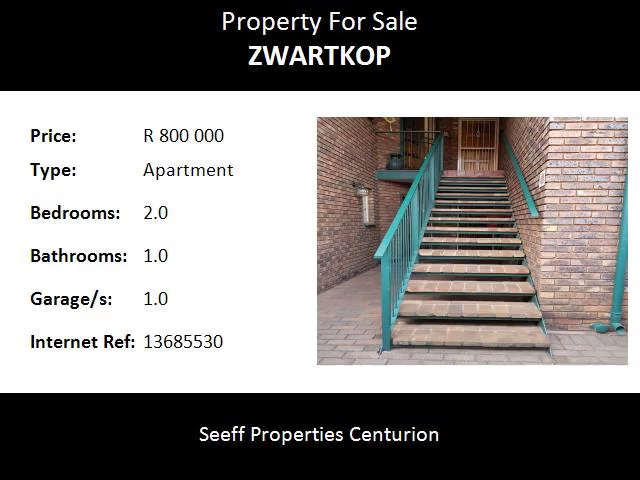 Property For Sale
ZWARTKOP
Price: R 800 000
Type: Apartment
Bedrooms: 2.0
Bathrooms: 1.0
Garage/s: 1.0
Internet Ref: 13685530
Seeff Properties Centurion